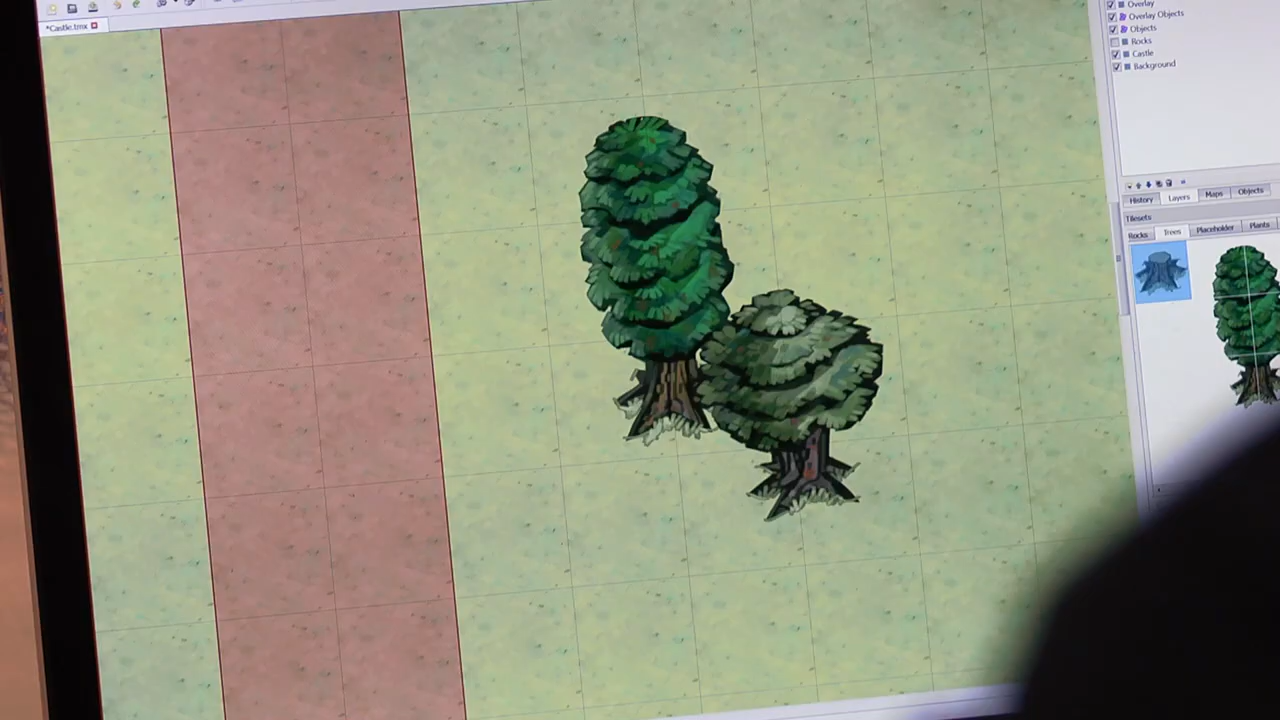 *Castle.tmx
Overlay
Overlay Objects
Objects
Rocks
Castle
Background
History Layers Maps Objects
Tilesets
Rocks Trees Placeholder Plants